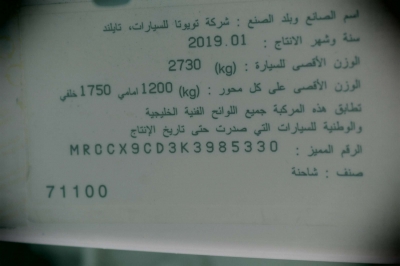 اسم الصانع وبلد الصنع : شركة تويوتا للسيارات، تايلند
سنة وشهر الانتاج : 2019.01
الوزن الأقصى للسيارة : (kg) 2730
الوزن الأقصى على كل محور : (kg) 1200 امامي 1750 خلفي
تطابق هذه المركبة جميع اللوائح الفنية الخليجية
والوطنية للسيارات التي صدرت حتى تاريخ الإنتاج
الرقم المميز : MR0CX9CD3K3985330
صنف : شاحنة
71100